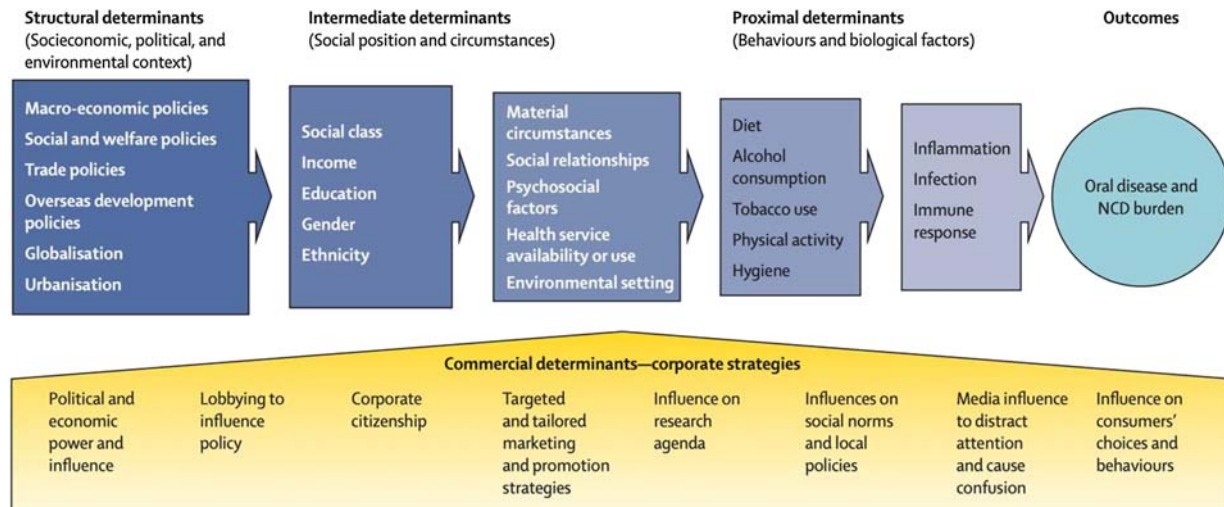 Structural determinants
(Socieconomic, political, and
environmental context)
Intermediate determinants
(Social position and circumstances)
Proximal determinants
(Behaviours and biological factors)
Outcomes
Macro-economic policies
Social and welfare policies
Trade policies
Overseas development
policies
Globalisation
Urbanisation
Social class
Income
Education
Gender
Ethnicity
Material
circumstances
Social relationships
Psychosocial
factors
Health service
availability or use
Environmental setting
Diet
Alcohol
consumption
Tobacco use
Physical activity
Hygiene
Inflammation
Infection
Immune
response
Oral disease and
NCD burden
Commercial determinants—corporate strategies
Political and
economic
power and
influence
Lobbying to
influence
policy
Corporate
citizenship
Targeted
and tailored
marketing
and promotion
strategies
Influence on
research
agenda
Influences on
social norms
and local
policies
Media influence
to distract
attention
and cause
confusion
Influence on
consumers’
choices and
behaviours